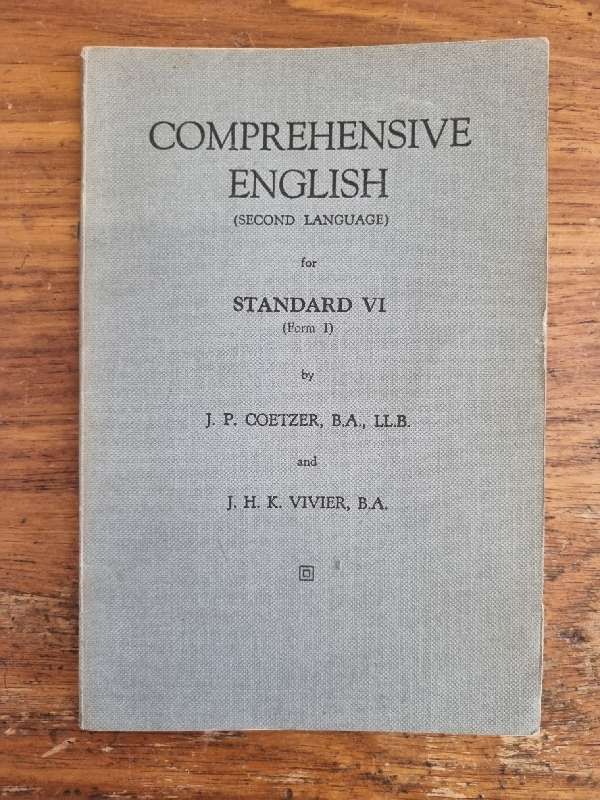 COMPREHENSIVE
ENGLISH
(SECOND LANGUAGE)
for
STANDARD VI
(Form I)
by
J. P. COETZER, B.A., LL.B.
and
J. H. K. VIVIER, B.A.